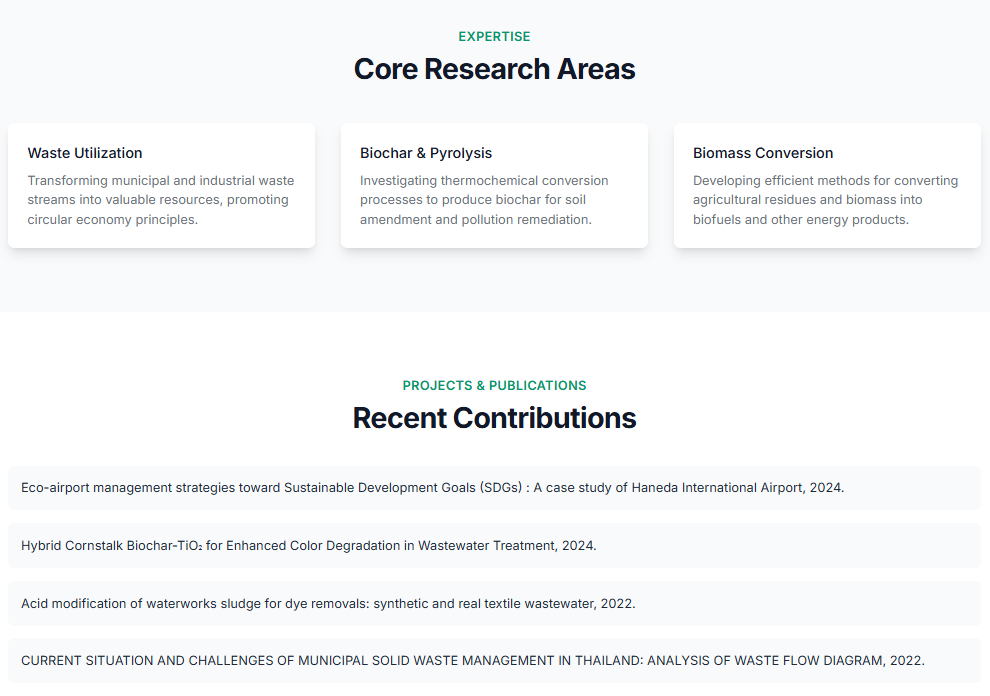 EXPERTISE
Core Research Areas
Waste Utilization
Transforming municipal and industrial waste
streams into valuable resources, promoting
circular economy principles.
Biochar & Pyrolysis
Investigating thermochemical conversion
processes to produce biochar for soil
amendment and pollution remediation.
Biomass Conversion
Developing efficient methods for converting
agricultural residues and biomass into
biofuels and other energy products.
PROJECTS & PUBLICATIONS
Recent Contributions
Eco-airport management strategies toward Sustainable Development Goals (SDGs) : A case study of Haneda International Airport, 2024.
Hybrid Cornstalk Biochar-TiO₂ for Enhanced Color Degradation in Wastewater Treatment, 2024.
Acid modification of waterworks sludge for dye removals: synthetic and real textile wastewater, 2022.
CURRENT SITUATION AND CHALLENGES OF MUNICIPAL SOLID WASTE MANAGEMENT IN THAILAND: ANALYSIS OF WASTE FLOW DIAGRAM, 2022.